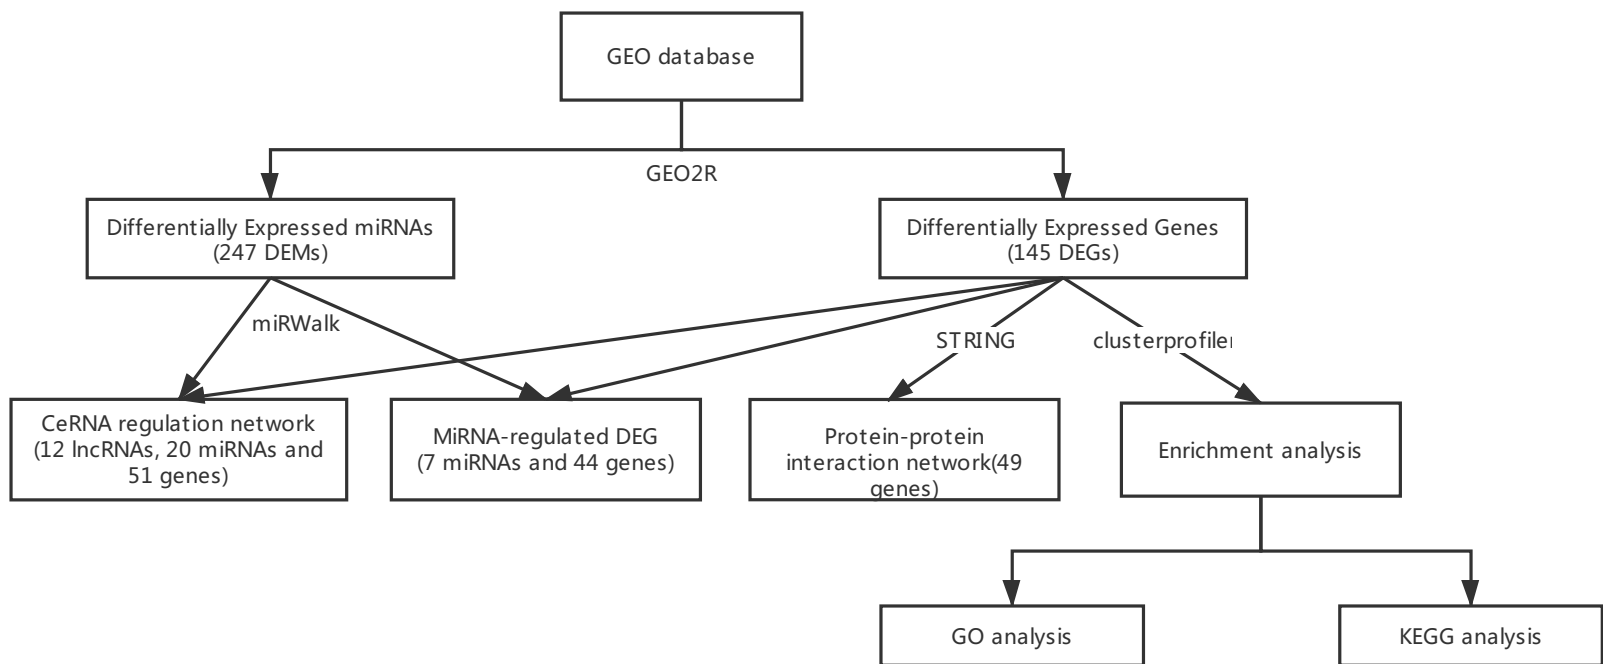 GEO database
GEO2R
Differentially Expressed miRNAs
(247 DEMs)
Differentially Expressed Genes
(145 DEGs)
miRWalk
STRING
clusterprofiler
CeRNA regulation network
(12 lncRNAs, 20 miRNAs and
51 genes)
MiRNA-regulated DEG
(7 miRNAs and 44 genes)
Protein-protein
interaction network(49
genes)
Enrichment analysis
GO analysis
KEGG analysis